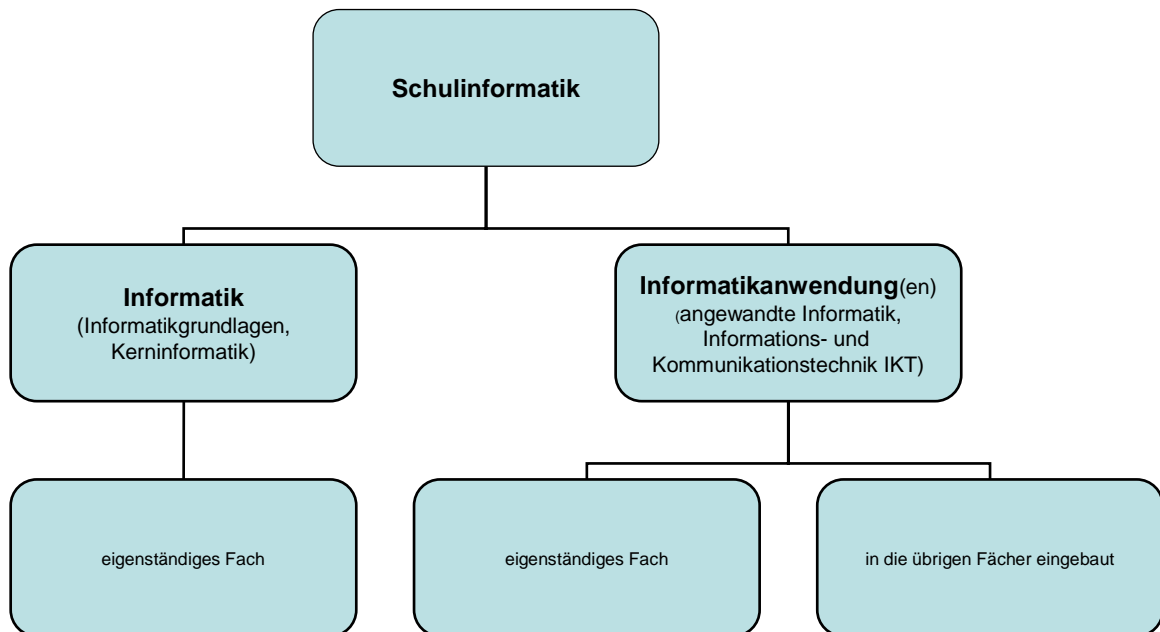 Schulinformatik
Informatik
(Informatikgrundlagen,
Kerninformatik)
Informatikanwendung(en)
(angewandte Informatik,
Informations- und
Kommunikationstechnik IKT)
eigenständiges Fach
eigenständiges Fach
in die übrigen Fächer eingebaut